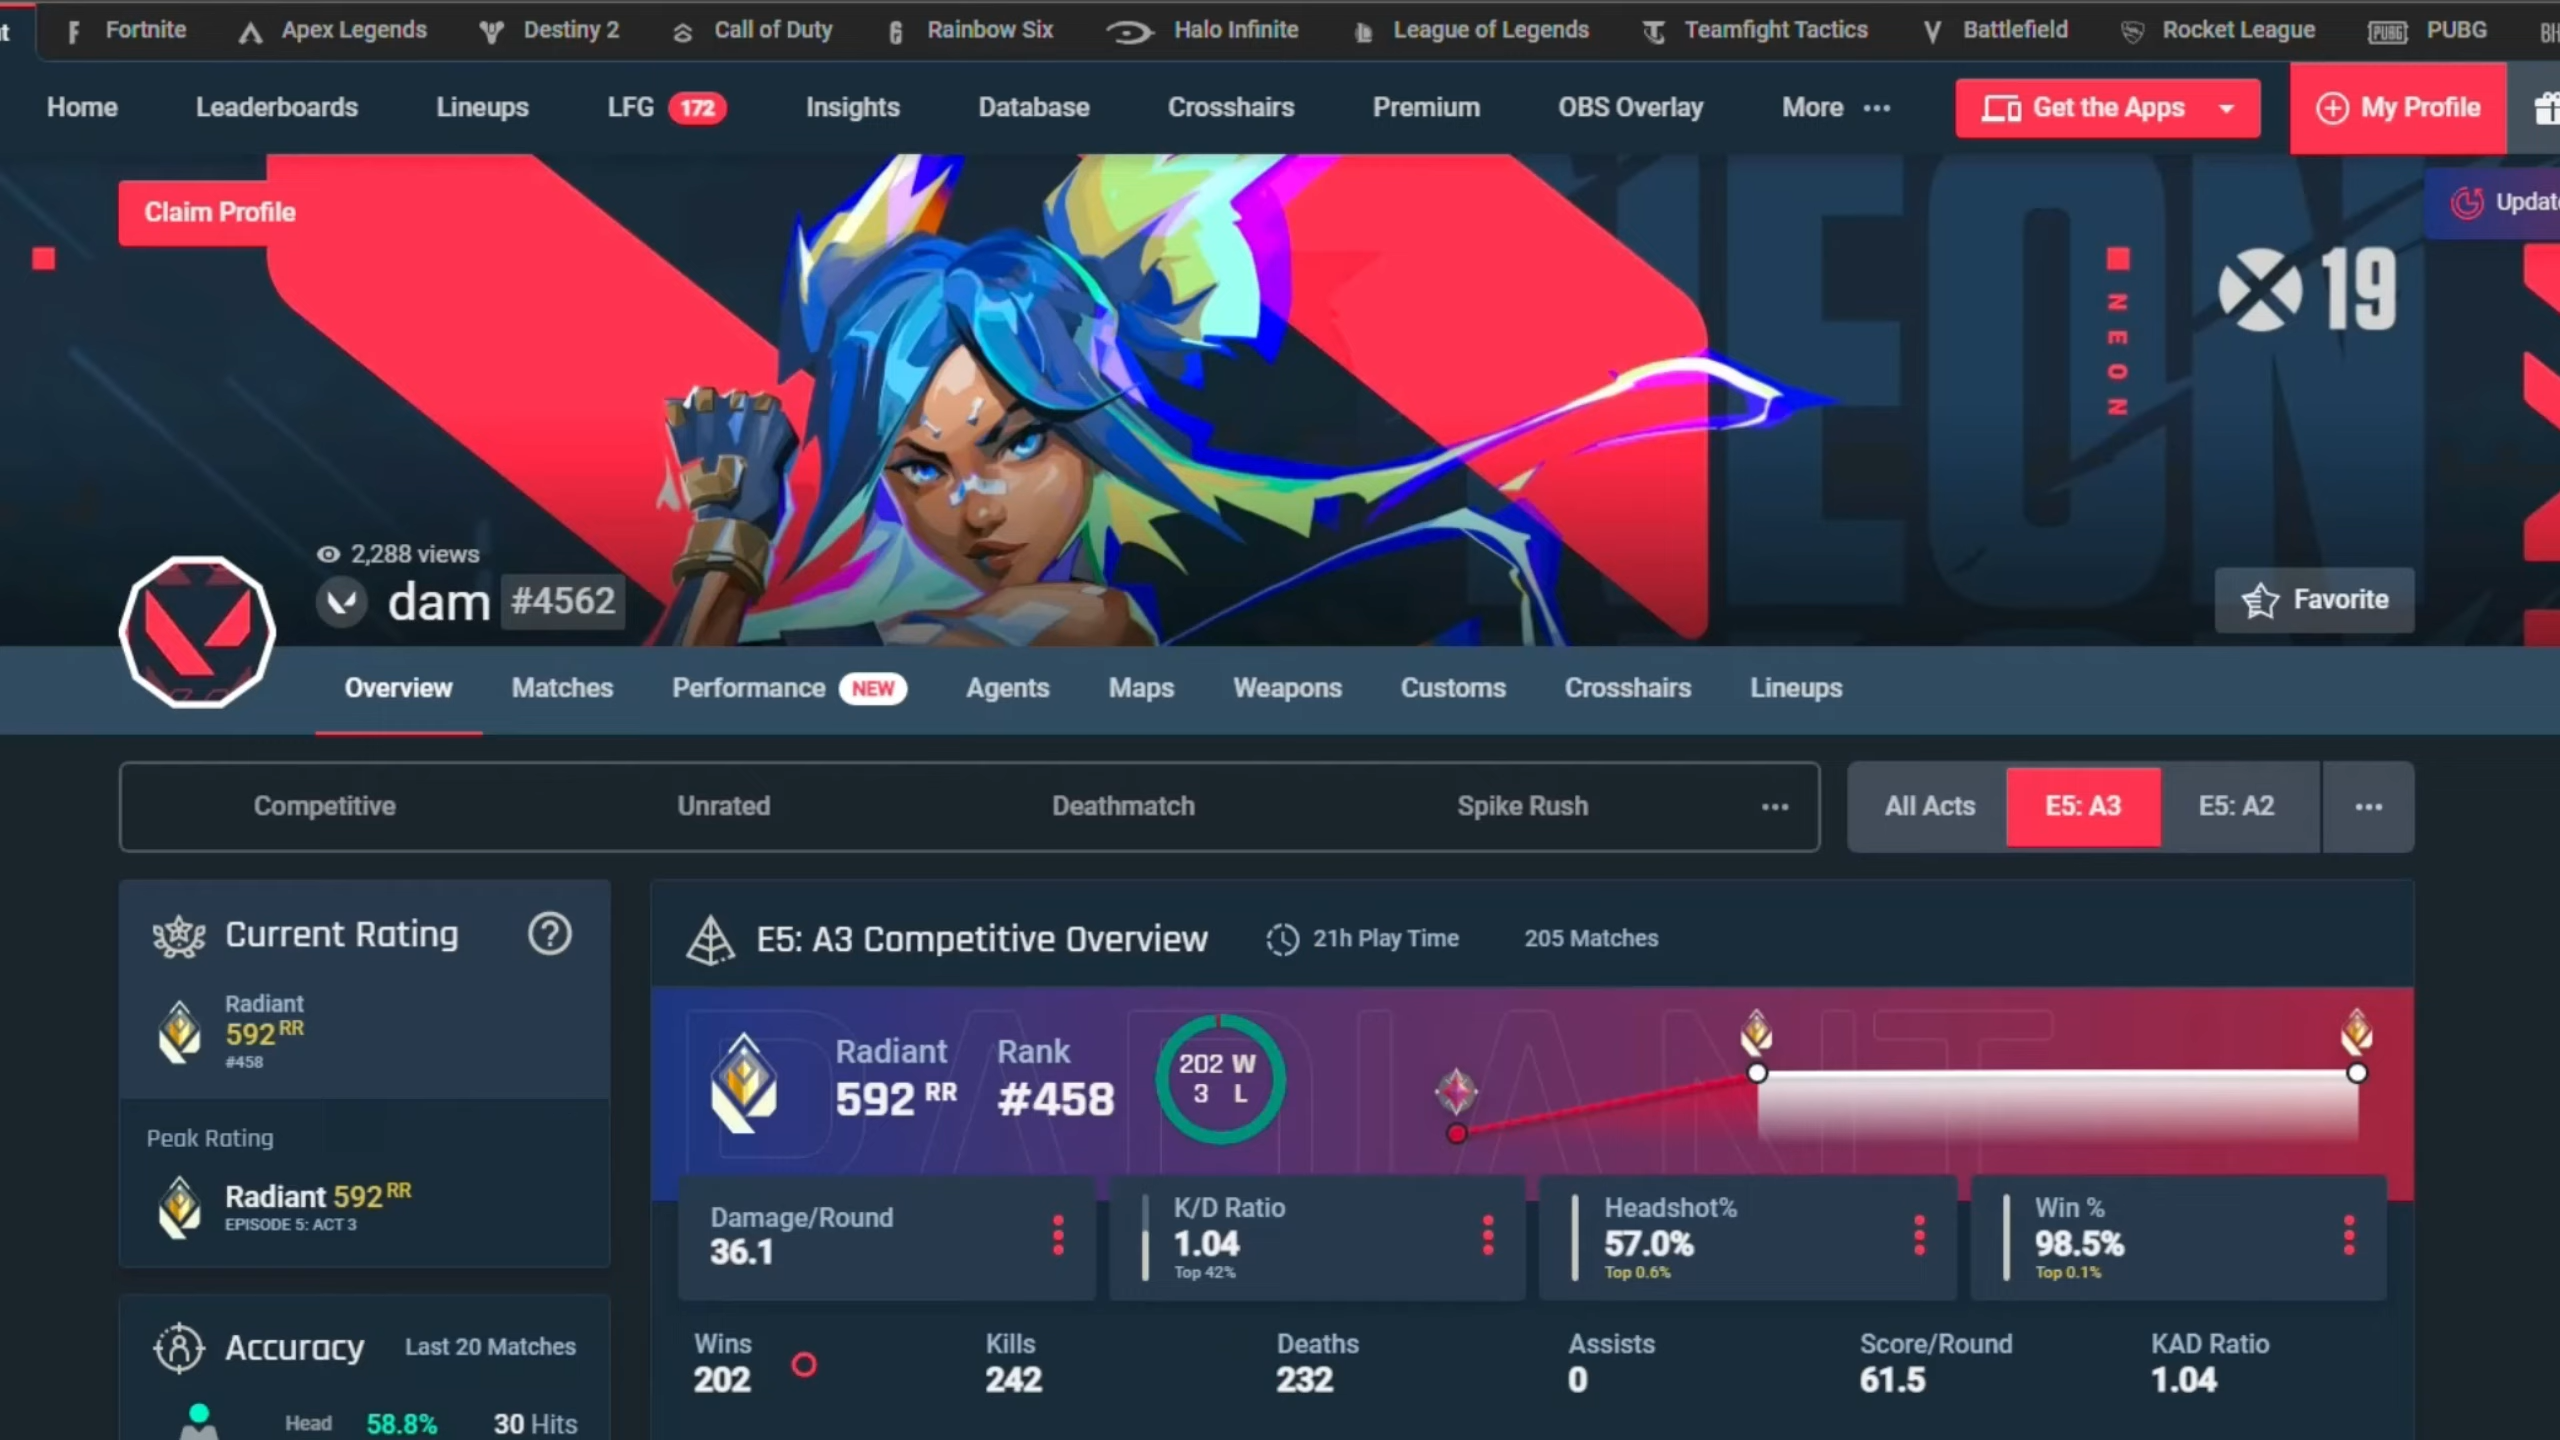 Fortnite Apex Legends Destiny 2 Call of Duty Rainbow Six Halo Infinite League of Legends Teamfight Tactics Battlefield Rocket League PUBG
Home Leaderboards Lineups LFG 172 Insights Database Crosshairs Premium OBS Overlay More ••• Get the Apps My Profile
Claim Profile
NEON
19
2,288 views
dam #4562
Favorite
Overview Matches Performance NEW Agents Maps Weapons Customs Crosshairs Lineups
Competitive Unrated Deathmatch Spike Rush ••• All Acts E5: A3 E5: A2 •••
Current Rating ?
Radiant
592 RR
#458
Peak Rating
Radiant 592 RR
EPISODE 5: ACT 3
Accuracy Last 20 Matches
Head 58.8% 30 Hits
E5: A3 Competitive Overview 21h Play Time 205 Matches
RADIANT
Radiant Rank
592 RR #458
202 W
3 L
Damage/Round
36.1
K/D Ratio
1.04
Top 42%
Headshot%
57.0%
Top 0.6%
Win %
98.5%
Top 0.1%
Wins
202
Kills
242
Deaths
232
Assists
0
Score/Round
61.5
KAD Ratio
1.04